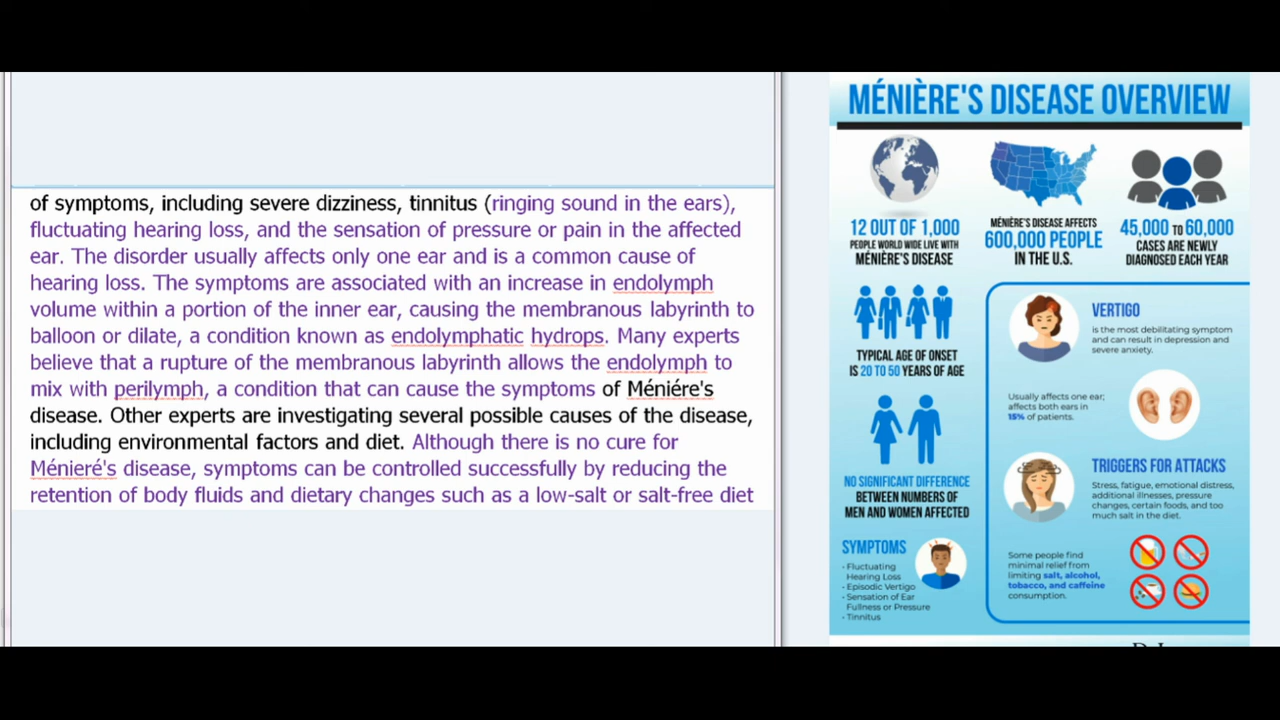 of symptoms, including severe dizziness, tinnitus (ringing sound in the ears),
fluctuating hearing loss, and the sensation of pressure or pain in the affected
ear. The disorder usually affects only one ear and is a common cause of
hearing loss. The symptoms are associated with an increase in endolymph
volume within a portion of the inner ear, causing the membranous labyrinth to
balloon or dilate, a condition known as endolymphatic hydrops. Many experts
believe that a rupture of the membranous labyrinth allows the endolymph to
mix with perilymph, a condition that can cause the symptoms of Méniére's
disease. Other experts are investigating several possible causes of the disease,
including environmental factors and diet. Although there is no cure for
Ménieré's disease, symptoms can be controlled successfully by reducing the
retention of body fluids and dietary changes such as a low-salt or salt-free diet
MÉNIÈRE'S DISEASE OVERVIEW
12 OUT OF 1,000
PEOPLE WORLD WIDE LIVE WITH
MÉNIÈRE'S DISEASE
MÉNIÈRE'S DISEASE AFFECTS
600,000 PEOPLE
IN THE U.S.
45,000 TO 60,000
CASES ARE NEWLY
DIAGNOSED EACH YEAR
TYPICAL AGE OF ONSET
IS 20 TO 50 YEARS OF AGE
NO SIGNIFICANT DIFFERENCE
BETWEEN NUMBERS OF
MEN AND WOMEN AFFECTED
SYMPTOMS
• Fluctuating
Hearing Loss
• Episodic Vertigo
• Sensation of Ear
Fullness or Pressure
• Tinnitus
VERTIGO
is the most debilitating symptom
and can result in depression and
severe anxiety.
Usually affects one ear;
affects both ears in
15% of patients.
TRIGGERS FOR ATTACKS
Stress, fatigue, emotional distress,
additional illnesses, pressure
changes, certain foods, and too
much salt in the diet.
Some people find
minimal relief from
limiting salt, alcohol,
tobacco, and caffeine
consumption.